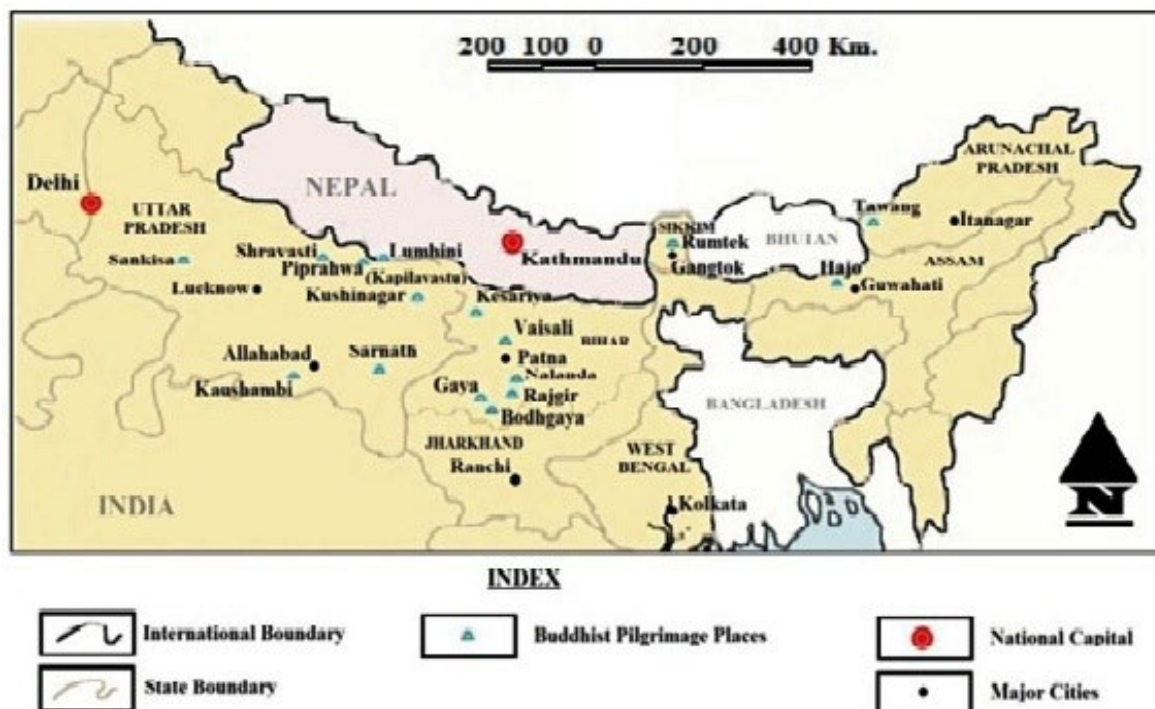 200 100 0 200 400 Km.
ARUNACHAL
PRADESH
Delhi
NEPAL
UTTAR
PRADESH
Tawang
Itanagar
SIKKIM
Rumtek
BHUTAN
Shravasti
Lumhini
Kathmandu
Gangtok
Hajo
ASSAM
Sankisa
Piprahwa
(Kapilavastu)
Lucknow
Kushinagar
Kesariya
Guwahati
Vaisali
BIHAR
Allahabad
Sarnath
Patna
Nalanda
Kaushambi
Gaya
Rajgir
Bodhgaya
BANGLADESH
JHARKHAND
Ranchi
WEST
BENGAL
INDIA
Kolkata
N
INDEX
International Boundary
Buddhist Pilgrimage Places
National Capital
State Boundary
Major Cities